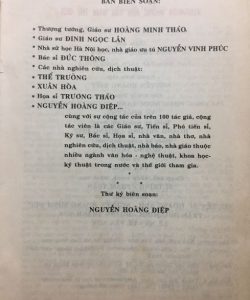 BAN BIÊN SOẠN:
• Thượng tướng, Giáo sư HOÀNG MINH THẢO
• Giáo sư ĐINH NGỌC LÂN
• Nhà sử học Hà Nội học, nhà giáo ưu tú NGUYỄN VINH PHÚC
• Bác sĩ ĐỨC THÔNG
• Các nhà nghiên cứu, dịch thuật:
• THẾ TRƯỜNG
• XUÂN HÒA
• Họa sĩ TRƯƠNG THẢO
• NGUYỄN HOÀNG ĐIỆP...
cùng với sự cộng tác của trên 100 tác giả, cộng
tác viên là các Giáo sư, Tiến sĩ, Phó tiến sĩ,
Kỹ sư, Bác sĩ, Họa sĩ, nhà văn, nhà thơ, nhà
nghiên cứu, dịch thuật, nhà báo, nhà giáo thuộc
nhiều ngành văn hóa - nghệ thuật, khoa học-
kỹ thuật trong nước và thế giới tham gia.
Thư ký biên soạn:
NGUYỄN HOÀNG ĐIỆP